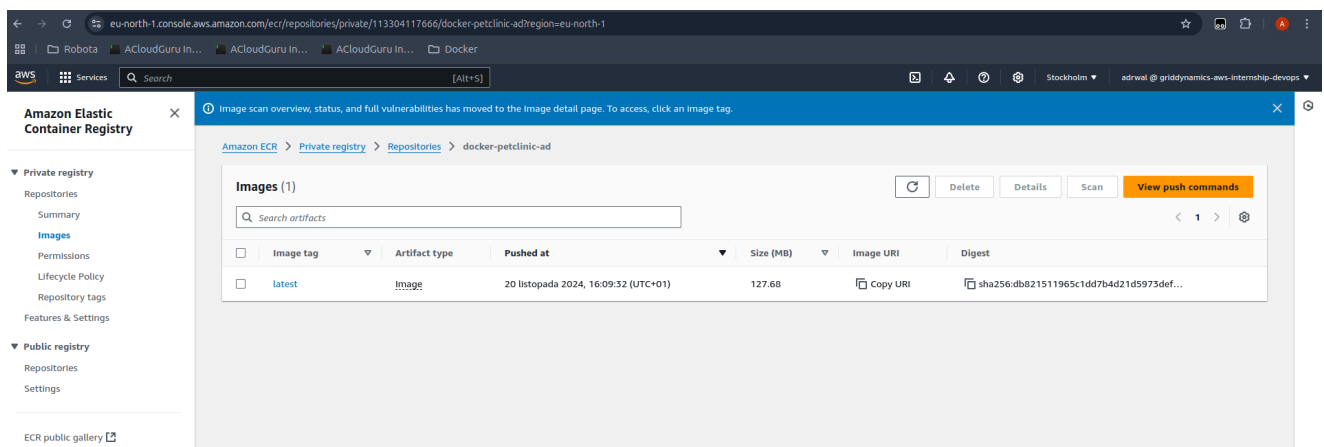 eu-north-1.console.aws.amazon.com/ecr/repositories/private/113304117666/docker-petclinic-ad?region=eu-north-1
A
Robota ACloudGuru In... ACloudGuru In... ACloudGuru In... Docker
aws Services Search [Alt+S] Stockholm adrwal @ griddynamics-aws-internship-devops
Image scan overview, status, and full vulnerabilities has moved to the Image detail page. To access, click an image tag.
Amazon Elastic
Container Registry
Private registry
Repositories
Summary
Images
Permissions
Lifecycle Policy
Repository tags
Features & Settings
Public registry
Repositories
Settings
ECR public gallery
Amazon ECR > Private registry > Repositories > docker-petclinic-ad
Images (1)
Delete Details Scan View push commands
Search artifacts
< 1 >
Image tag Artifact type Pushed at Size (MB) Image URI Digest
latest Image 20 listopada 2024, 16:09:32 (UTC+01) 127.68 Copy URI sha256:db821511965c1dd7b4d21d5973def...